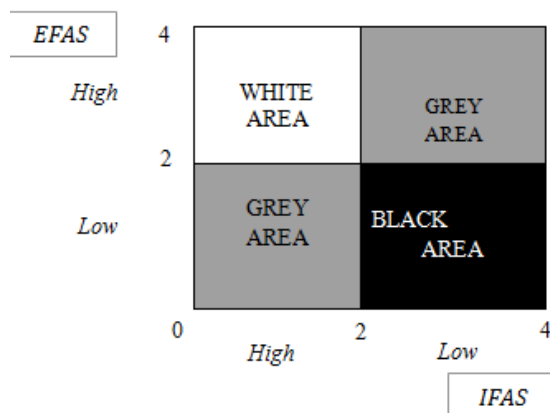 EFAS
4
High
WHITE
AREA
GREY
AREA
2
Low
GREY
AREA
BLACK
AREA
0
2
4
High
Low
IFAS